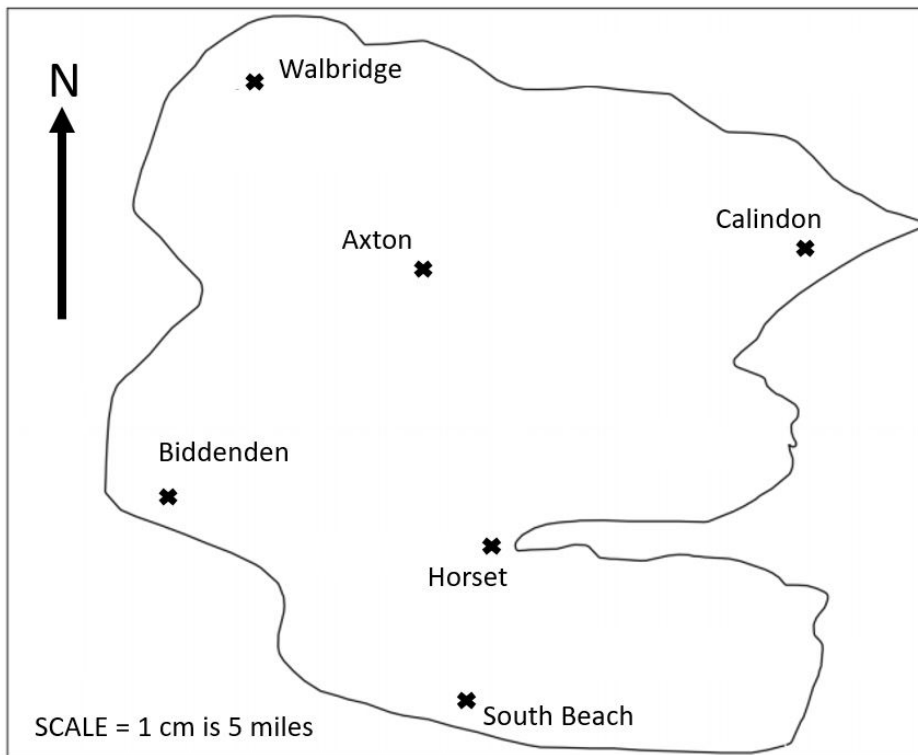 Walbridge
N
Calindon
Axton
Biddenden
Horset
South Beach
SCALE = 1 cm is 5 miles